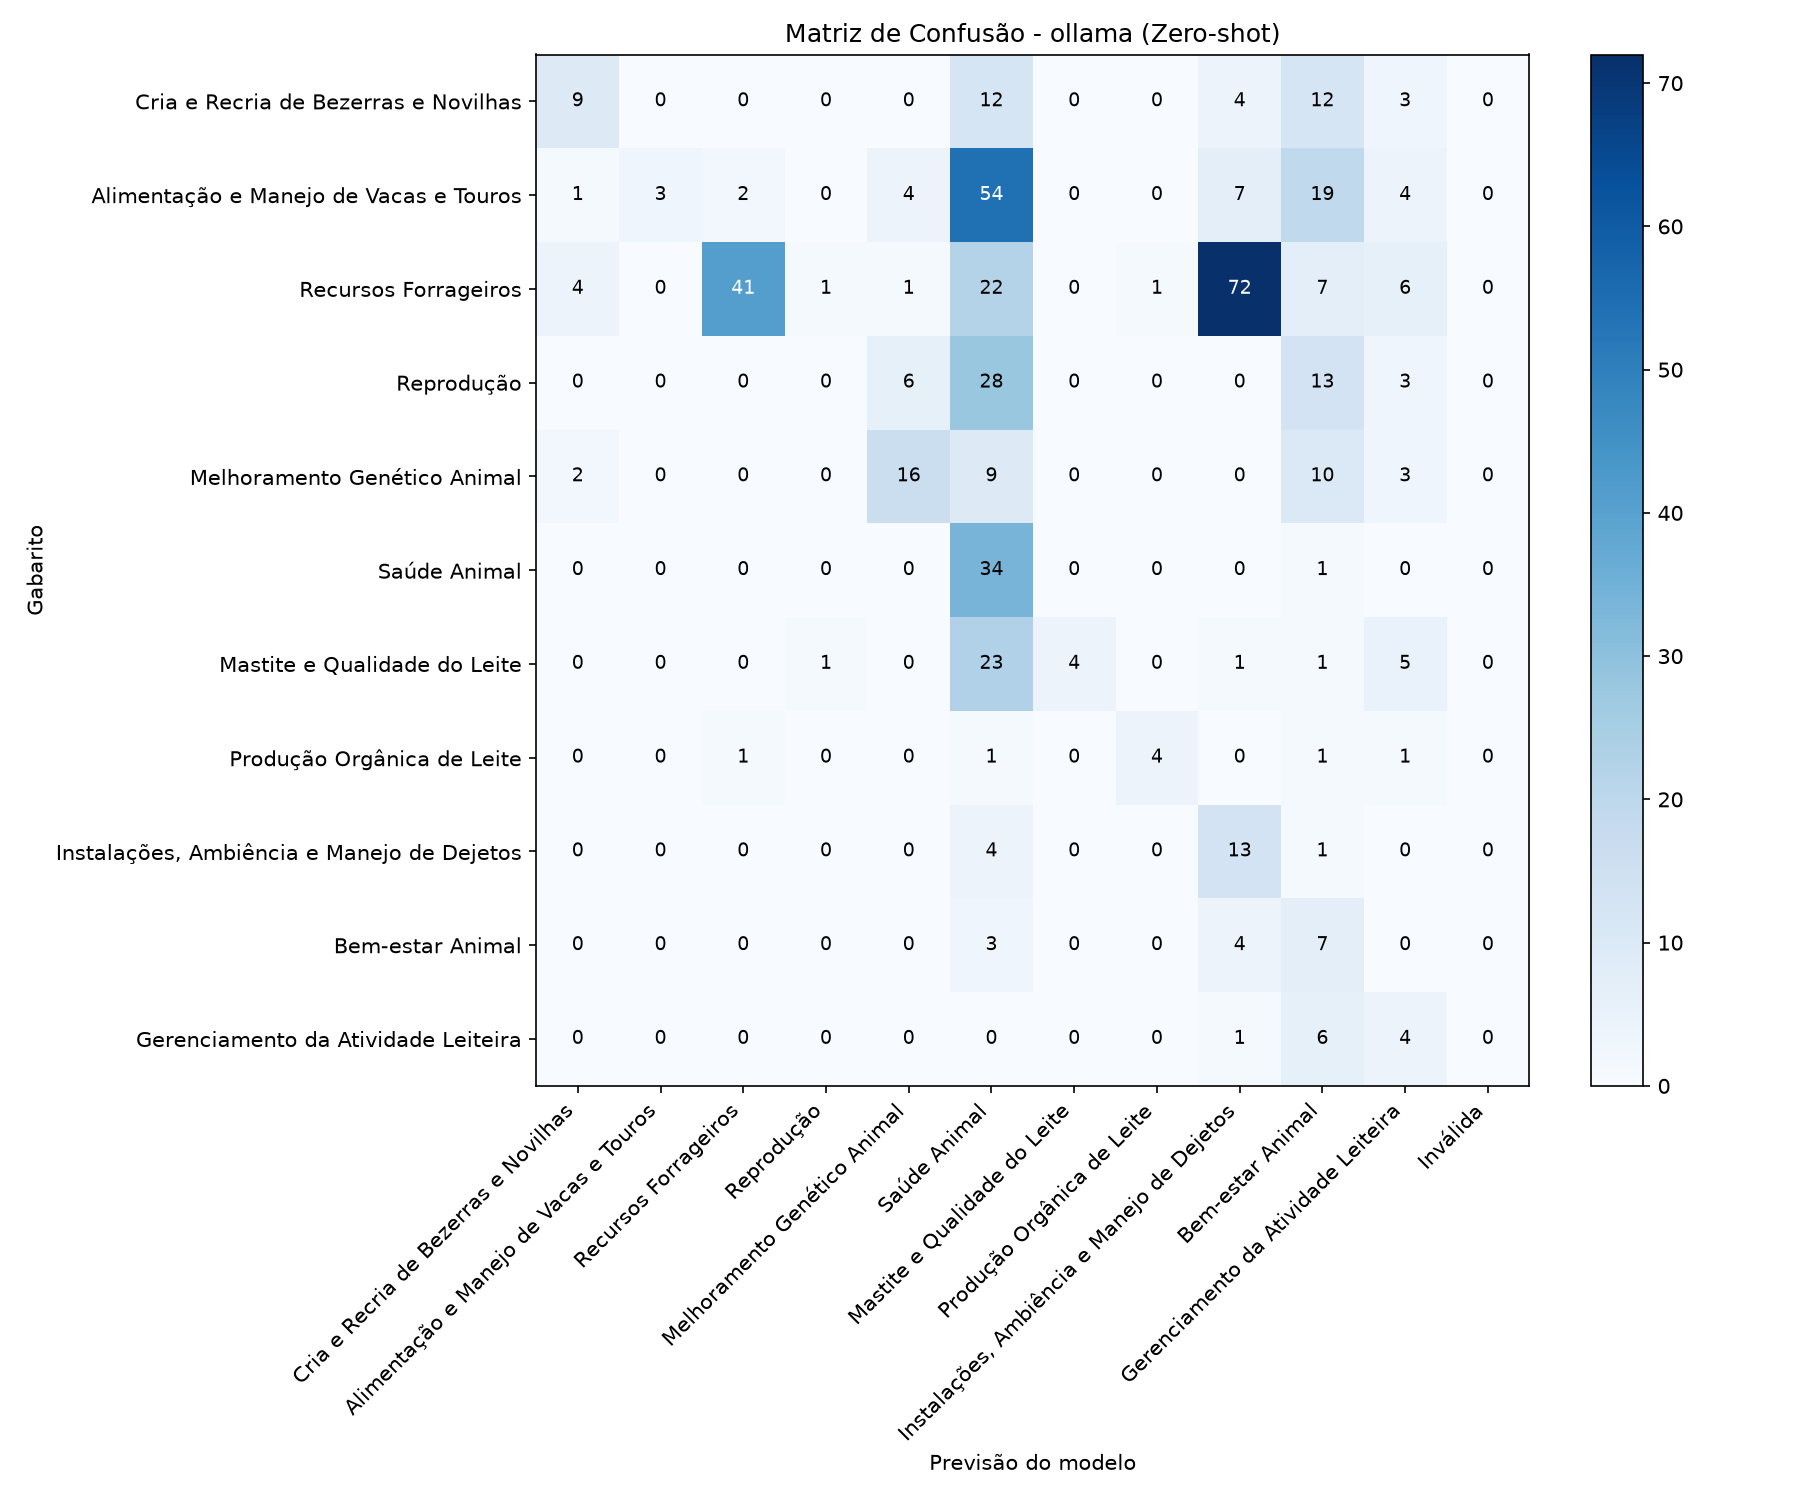 Matriz de Confusão - ollama (Zero-shot)
Cria e Recria de Bezerras e Novilhas 9 0 0 0 0 12 0 0 4 12 3 0
Alimentação e Manejo de Vacas e Touros 1 3 2 0 4 54 0 0 7 19 4 0
Recursos Forrageiros 4 0 41 1 1 22 0 1 72 7 6 0
Reprodução 0 0 0 0 6 28 0 0 0 13 3 0
Melhoramento Genético Animal 2 0 0 0 16 9 0 0 0 10 3 0
Saúde Animal 0 0 0 0 0 34 0 0 0 1 0 0
Mastite e Qualidade do Leite 0 0 0 1 0 23 4 0 1 1 5 0
Produção Orgânica de Leite 0 0 1 0 0 1 0 4 0 1 1 0
Instalações, Ambiência e Manejo de Dejetos 0 0 0 0 0 4 0 0 13 1 0 0
Bem-estar Animal 0 0 0 0 0 3 0 0 4 7 0 0
Gerenciamento da Atividade Leiteira 0 0 0 0 0 0 0 0 1 6 4 0
Gabarito
Cria e Recria de Bezerras e Novilhas
Alimentação e Manejo de Vacas e Touros
Recursos Forrageiros
Reprodução
Melhoramento Genético Animal
Saúde Animal
Mastite e Qualidade do Leite
Produção Orgânica de Leite
Instalações, Ambiência e Manejo de Dejetos
Bem-estar Animal
Gerenciamento da Atividade Leiteira
Inválida
Previsão do modelo
70
60
50
40
30
20
10
0